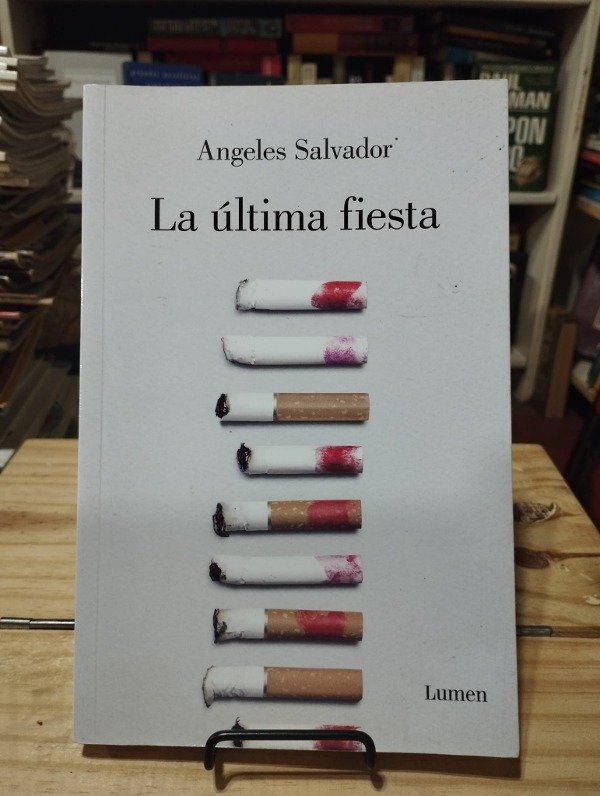 Angeles Salvador
La última fiesta
Lumen